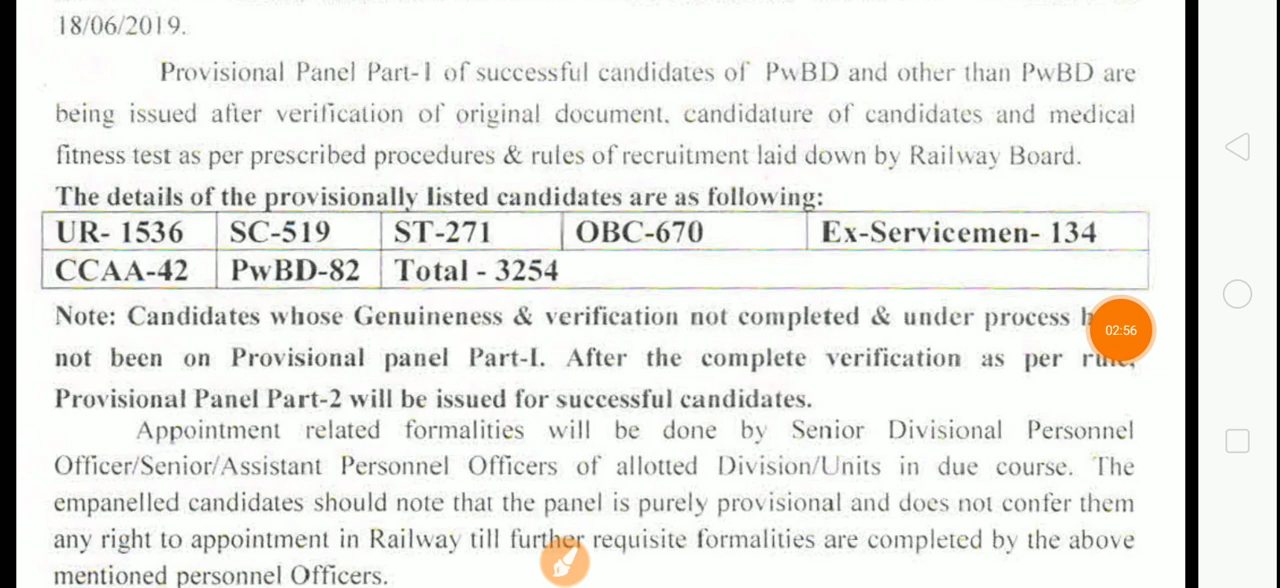 18/06/2019.
Provisional Panel Part-1 of successful candidates of PwBD and other than PwBD are
being issued after verification of original document, candidature of candidates and medical
fitness test as per prescribed procedures & rules of recruitment laid down by Railway Board.
The details of the provisionally listed candidates are as following:
UR- 1536 SC-519 ST-271 OBC-670 Ex-Servicemen- 134
CCAA-42 PwBD-82 Total - 3254
Note: Candidates whose Genuineness & verification not completed & under process
02:56
not been on Provisional panel Part-I. After the complete verification as per rule,
Provisional Panel Part-2 will be issued for successful candidates.
Appointment related formalities will be done by Senior Divisional Personnel
Officer/Senior/Assistant Personnel Officers of allotted Division/Units in due course. The
empanelled candidates should note that the panel is purely provisional and does not confer them
any right to appointment in Railway till further requisite formalities are completed by the above
mentioned personnel Officers.